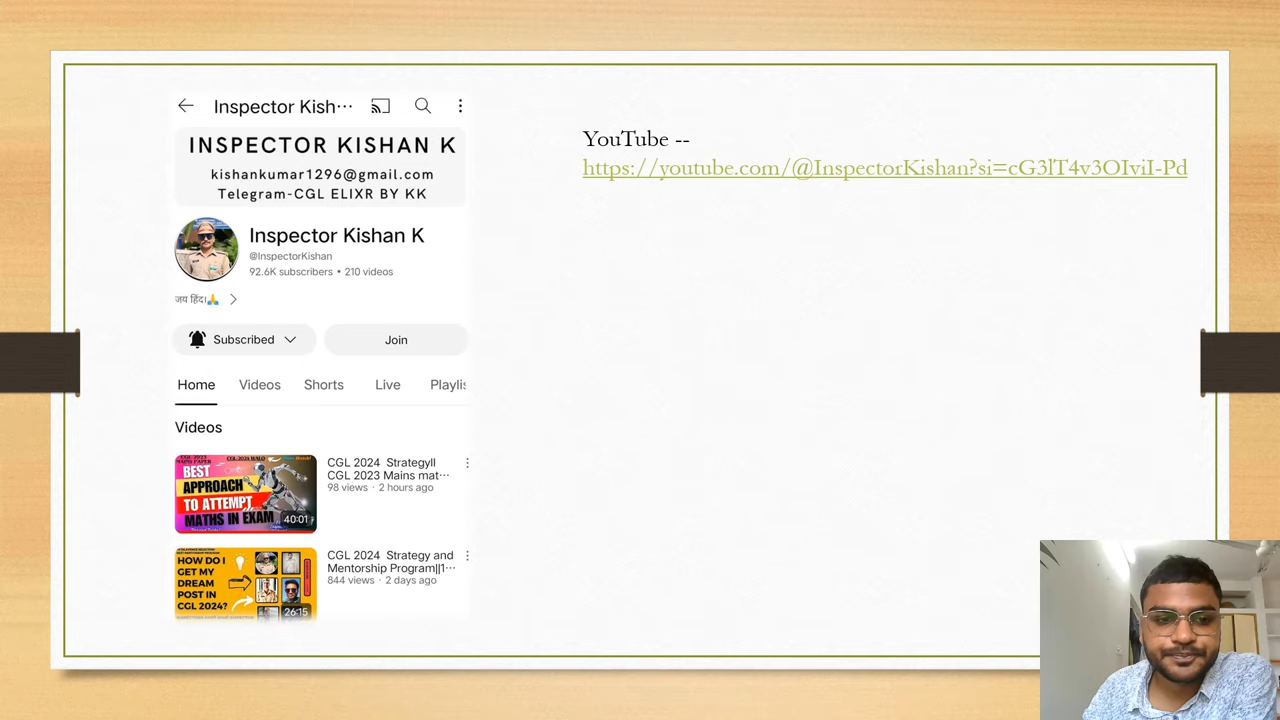 Inspector Kish···
INSPECTOR KISHAN K
kishankumar1296@gmail.com
Telegram-CGL ELIXR BY KK
Inspector Kishan K
@InspectorKishan
92.6K subscribers • 210 videos
जय हिंद।🙏
Subscribed
Join
Home Videos Shorts Live Playlis
Videos
BEST
APPROACH
TO ATTEMPT
MATHS IN EXAM
40:01
CGL 2024 Strategyll
CGL 2023 Mains mat···
98 views · 2 hours ago
HOW DO I
GET MY
DREAM
POST IN
CGL 2024?
26:15
CGL 2024 Strategy and
Mentorship Program||1···
844 views · 2 days ago
YouTube --
https://youtube.com/@InspectorKishan?si=cG3lT4v3OIviI-Pd